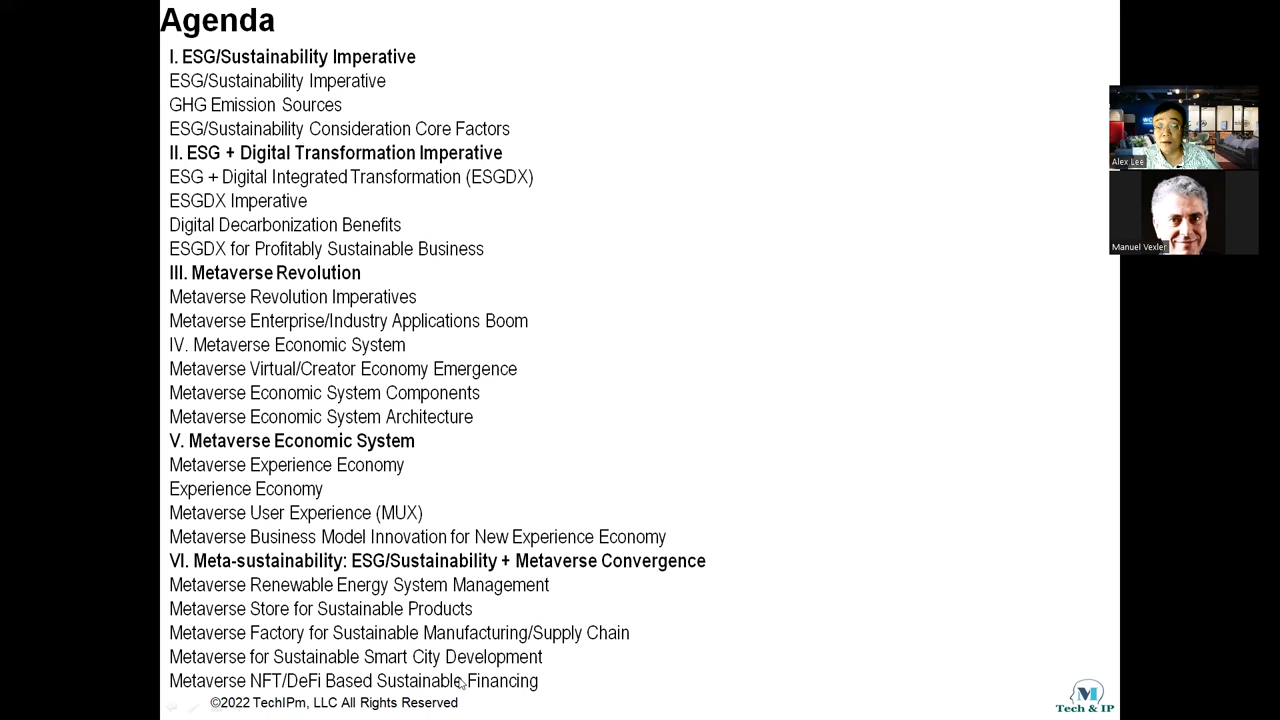 Agenda
I. ESG/Sustainability Imperative
ESG/Sustainability Imperative
GHG Emission Sources
ESG/Sustainability Consideration Core Factors
II. ESG + Digital Transformation Imperative
ESG + Digital Integrated Transformation (ESGDX)
ESGDX Imperative
Digital Decarbonization Benefits
ESGDX for Profitably Sustainable Business
III. Metaverse Revolution
Metaverse Revolution Imperatives
Metaverse Enterprise/Industry Applications Boom
IV. Metaverse Economic System
Metaverse Virtual/Creator Economy Emergence
Metaverse Economic System Components
Metaverse Economic System Architecture
V. Metaverse Economic System
Metaverse Experience Economy
Experience Economy
Metaverse User Experience (MUX)
Metaverse Business Model Innovation for New Experience Economy
VI. Meta-sustainability: ESG/Sustainability + Metaverse Convergence
Metaverse Renewable Energy System Management
Metaverse Store for Sustainable Products
Metaverse Factory for Sustainable Manufacturing/Supply Chain
Metaverse for Sustainable Smart City Development
Metaverse NFT/DeFi Based Sustainable Financing
©2022 TechIPm, LLC All Rights Reserved
M
Tech & IP
Alex Lee
Manuel Vexler